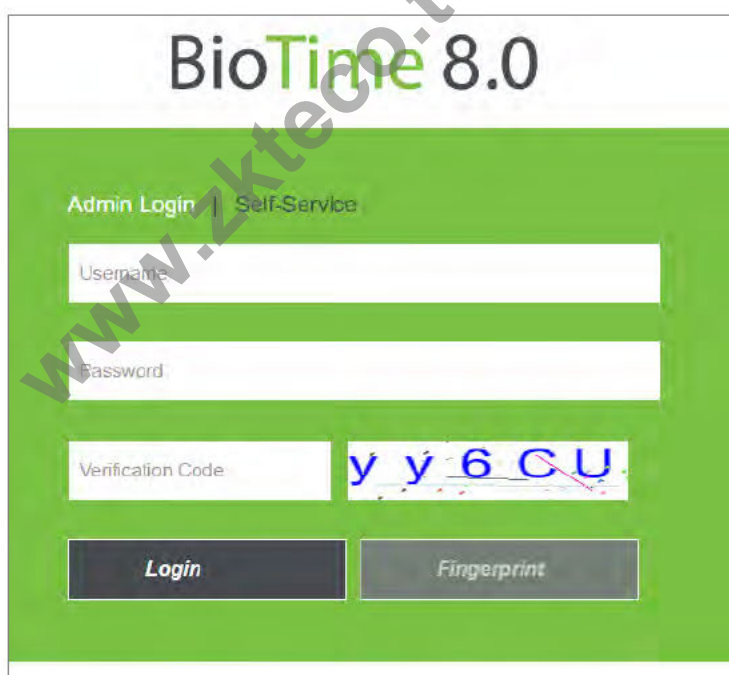 BioTime 8.0
Admin Login | Self-Service
Username
Password
Verification Code
yy6CU
Login
Fingerprint
www.zkteco.t